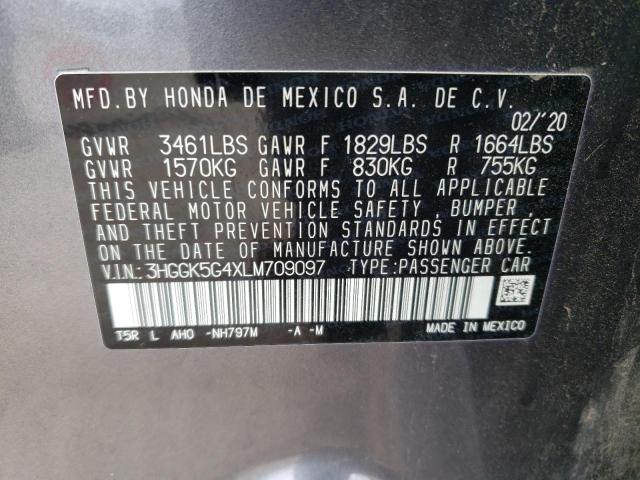 MFD.BY HONDA DE MEXICO S.A. DE C.V.
02/'20
GVWR 3461LBS GAWR F 1829LBS R 1664LBS
GVWR 1570KG GAWR F 830KG R 755KG
THIS VEHICLE CONFORMS TO ALL APPLICABLE
FEDERAL MOTOR VEHICLE SAFETY , BUMPER ,
AND THEFT PREVENTION STANDARDS IN EFFECT
ON THE DATE OF MANUFACTURE SHOWN ABOVE.
V.I.N.:3HGGK5G4XLM709097 TYPE:PASSENGER CAR
T5R L AH0 -NH797M -A -M MADE IN MEXICO